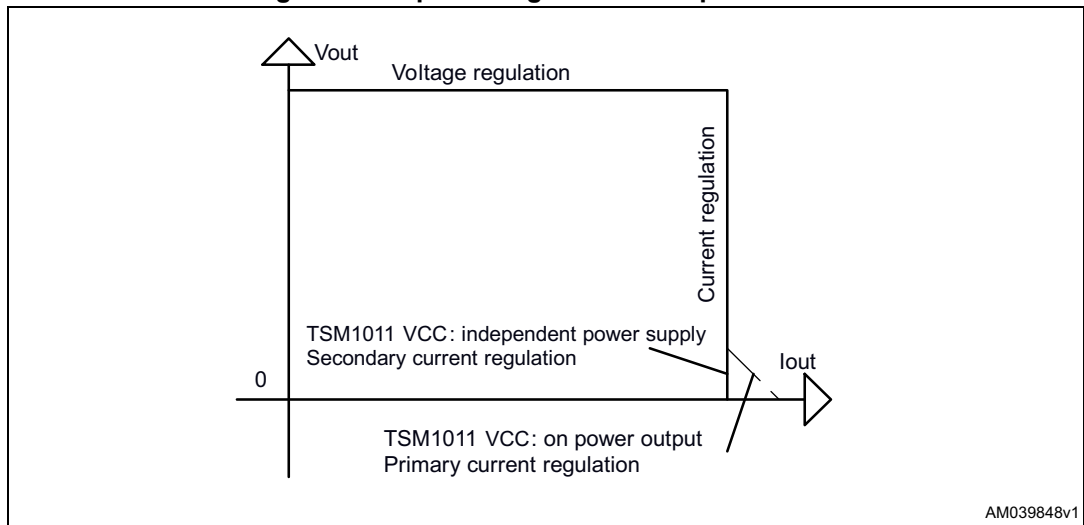 Vout
Voltage regulation
Current regulation
TSM1011 VCC: independent power supply
Secondary current regulation
Iout
0
TSM1011 VCC: on power output
Primary current regulation
AM039848v1